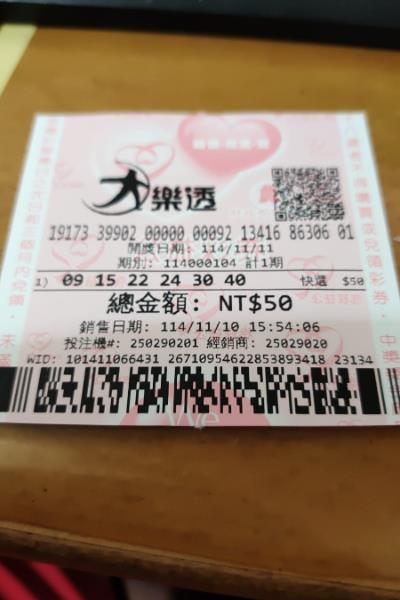 大樂透
19173 39902 00000 00092 13416 86306 01
開獎日期: 114/11/11
期別: 114000104 計1期
1) 09 15 22 24 30 40 快選 $50
總金額: NT$50
銷售日期: 114/11/10 15:54:06
投注機#: 250290201 經銷商: 25029020
WID: 101411066431 26710954622853893418 23134
We